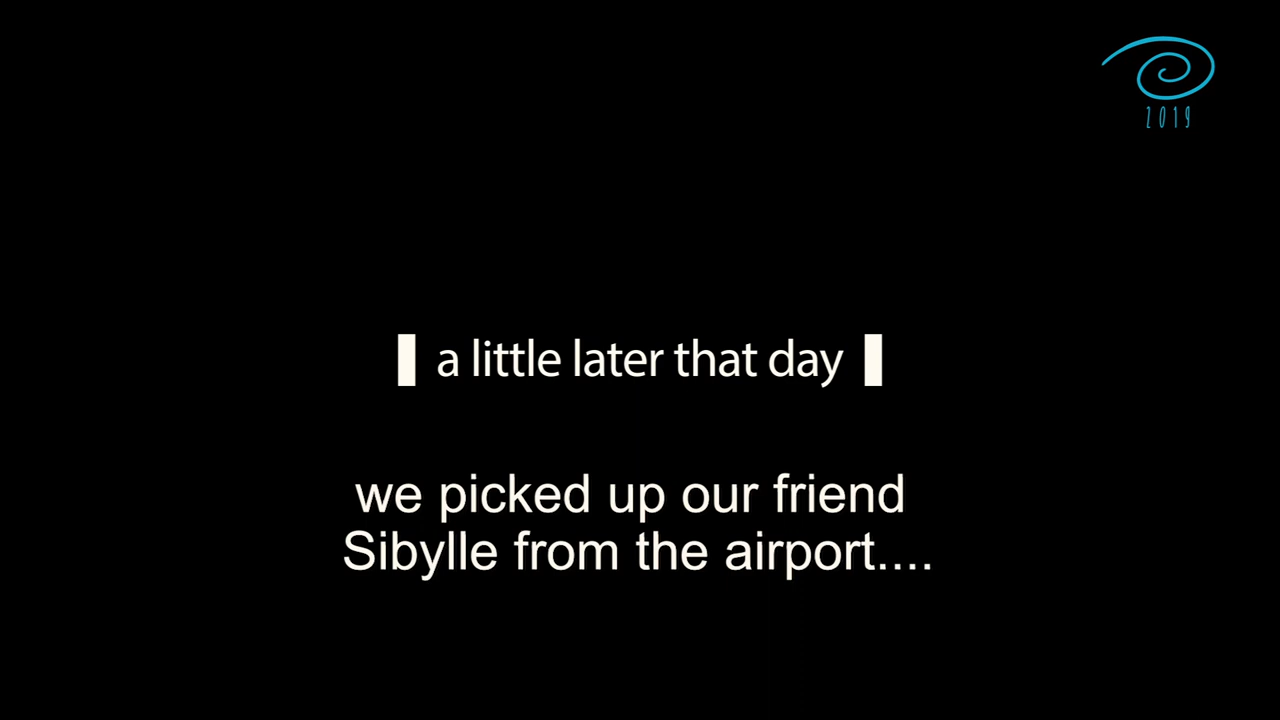 2019
a little later that day
we picked up our friend
Sibylle from the airport....